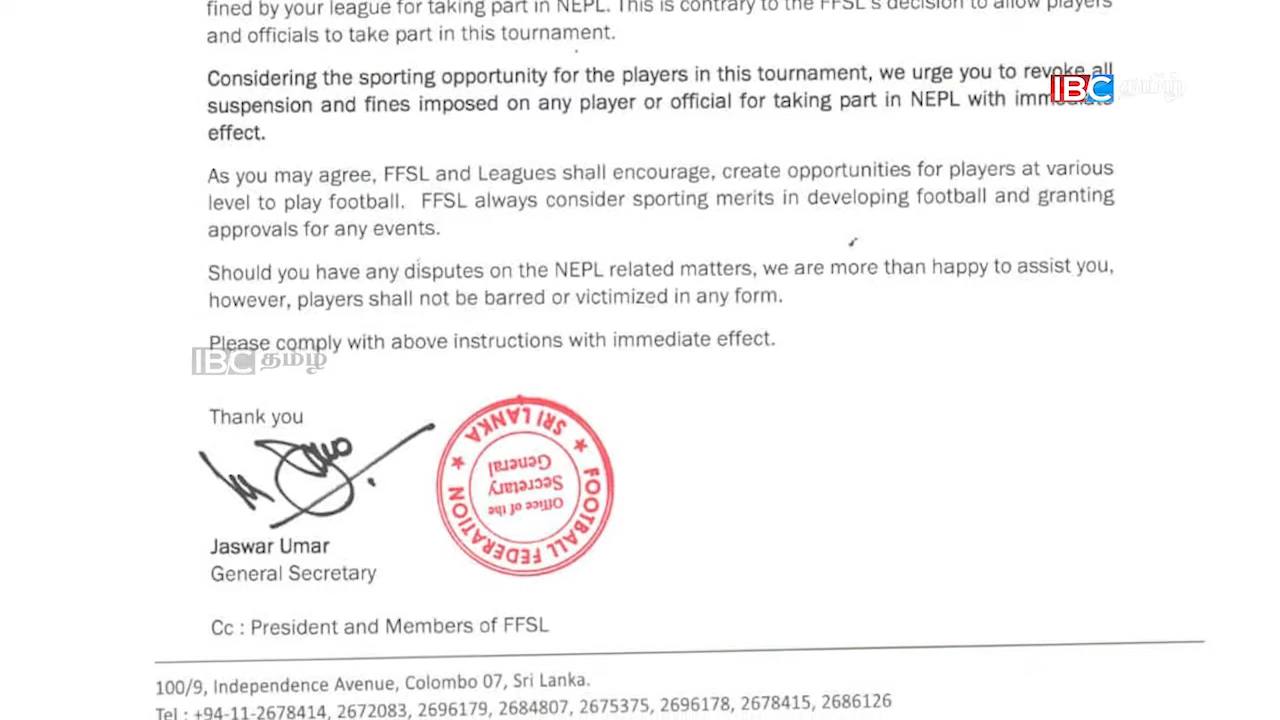 fined by your league for taking part in NEPL. This is contrary to the FFSL's decision to allow players
and officials to take part in this tournament.
Considering the sporting opportunity for the players in this tournament, we urge you to revoke all
suspension and fines imposed on any player or official for taking part in NEPL with immediate
effect.
IBC தமிழ்
As you may agree, FFSL and Leagues shall encourage, create opportunities for players at various
level to play football. FFSL always consider sporting merits in developing football and granting
approvals for any events.
Should you have any disputes on the NEPL related matters, we are more than happy to assist you,
however, players shall not be barred or victimized in any form.
Please comply with above instructions with immediate effect.
IBC தமிழ்
Thank you
FOOTBALL FEDERATION ★ SRI LANKA ★
Office of the
Secretary
General
Jaswar Umar
General Secretary
Cc : President and Members of FFSL
100/9, Independence Avenue, Colombo 07, Sri Lanka.
Tel : +94-11-2678414, 2672083, 2696179, 2684807, 2675375, 2696178, 2678415, 2686126